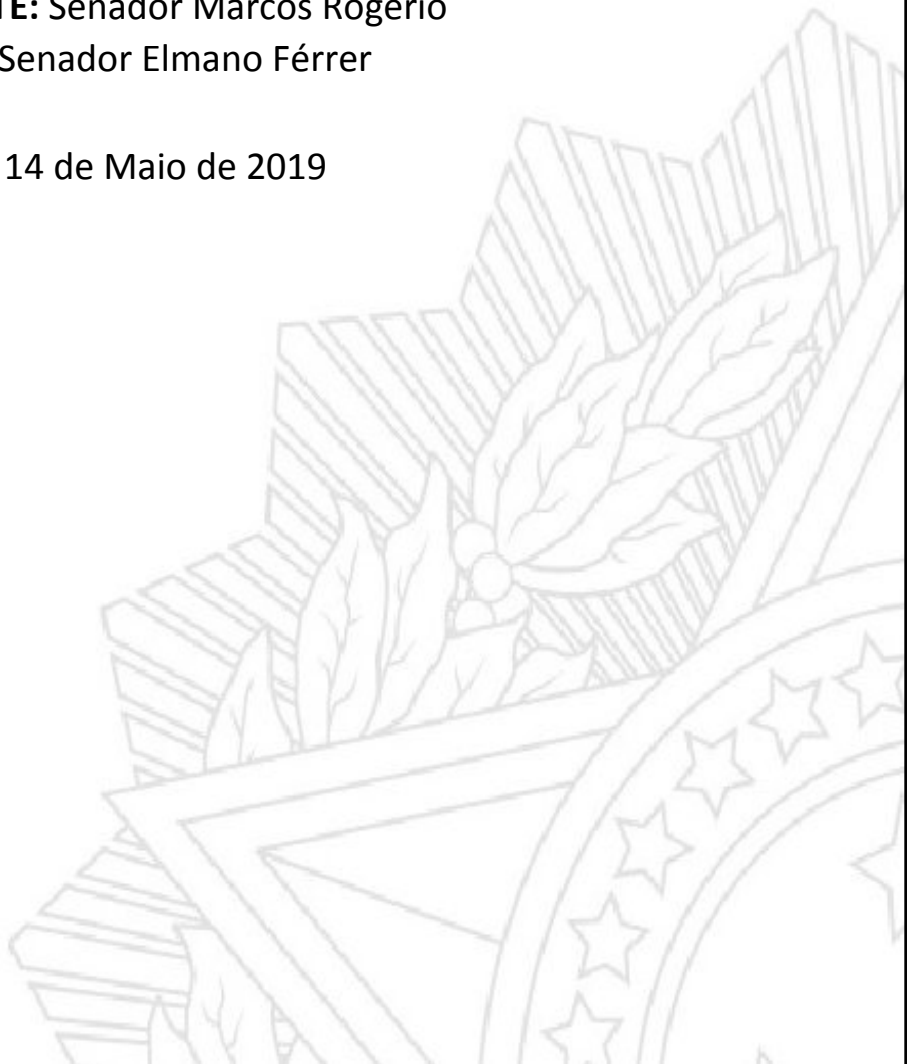 TE: Senador Marcos Rogério
Senador Elmano Férrer
14 de Maio de 2019